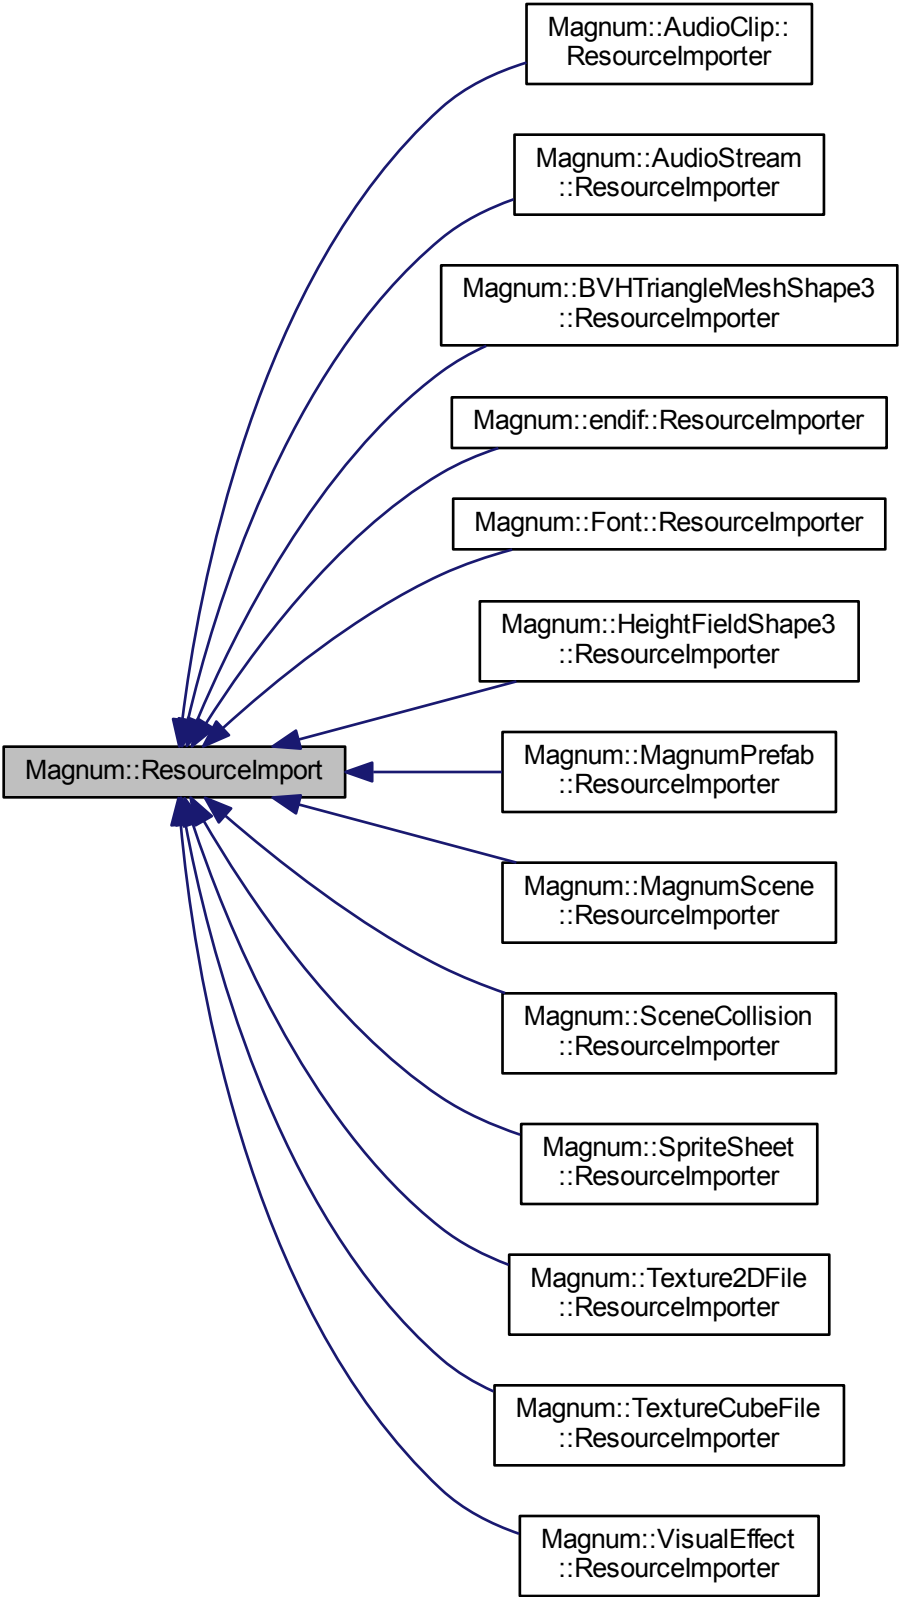 Magnum::AudioClip::
ResourceImporter
Magnum::AudioStream
::ResourceImporter
Magnum::BVHTriangleMeshShape3
::ResourceImporter
Magnum::endif::ResourceImporter
Magnum::Font::ResourceImporter
Magnum::HeightFieldShape3
::ResourceImporter
Magnum::ResourceImport
Magnum::MagnumPrefab
::ResourceImporter
Magnum::MagnumScene
::ResourceImporter
Magnum::SceneCollision
::ResourceImporter
Magnum::SpriteSheet
::ResourceImporter
Magnum::Texture2DFile
::ResourceImporter
Magnum::TextureCubeFile
::ResourceImporter
Magnum::VisualEffect
::ResourceImporter